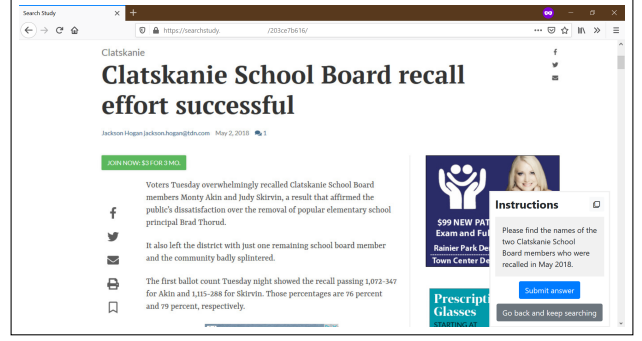 Search Study
https://searchstudy. /203ce7b616/
Clatskanie
Clatskanie School Board recall
effort successful
Jackson Hogan jackson.hogan@tdn.com May 2, 2018 1
JOIN NOW: $3 FOR 3 MO.
Voters Tuesday overwhelmingly recalled Clatskanie School Board
members Monty Akin and Judy Skirvin, a result that affirmed the
public's dissatisfaction over the removal of popular elementary school
principal Brad Thorud.
It also left the district with just one remaining school board member
and the community badly splintered.
The first ballot count Tuesday night showed the recall passing 1,072-347
for Akin and 1,115-288 for Skirvin. Those percentages are 76 percent
and 79 percent, respectively.
$99 NEW PAT
Exam and Ful
Rainier Park De
Town Center De
Prescripti
Glasses
STARTING AT
Instructions
Please find the names of the
two Clatskanie School
Board members who were
recalled in May 2018.
Submit answer
Go back and keep searching